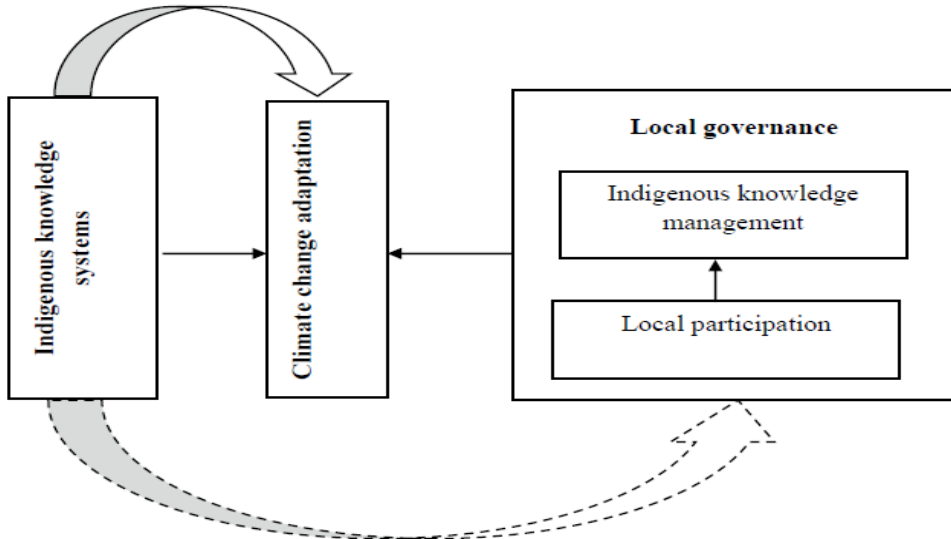 Indigenous knowledge
systems
Climate change adaptation
Local governance
Indigenous knowledge
management
Local participation